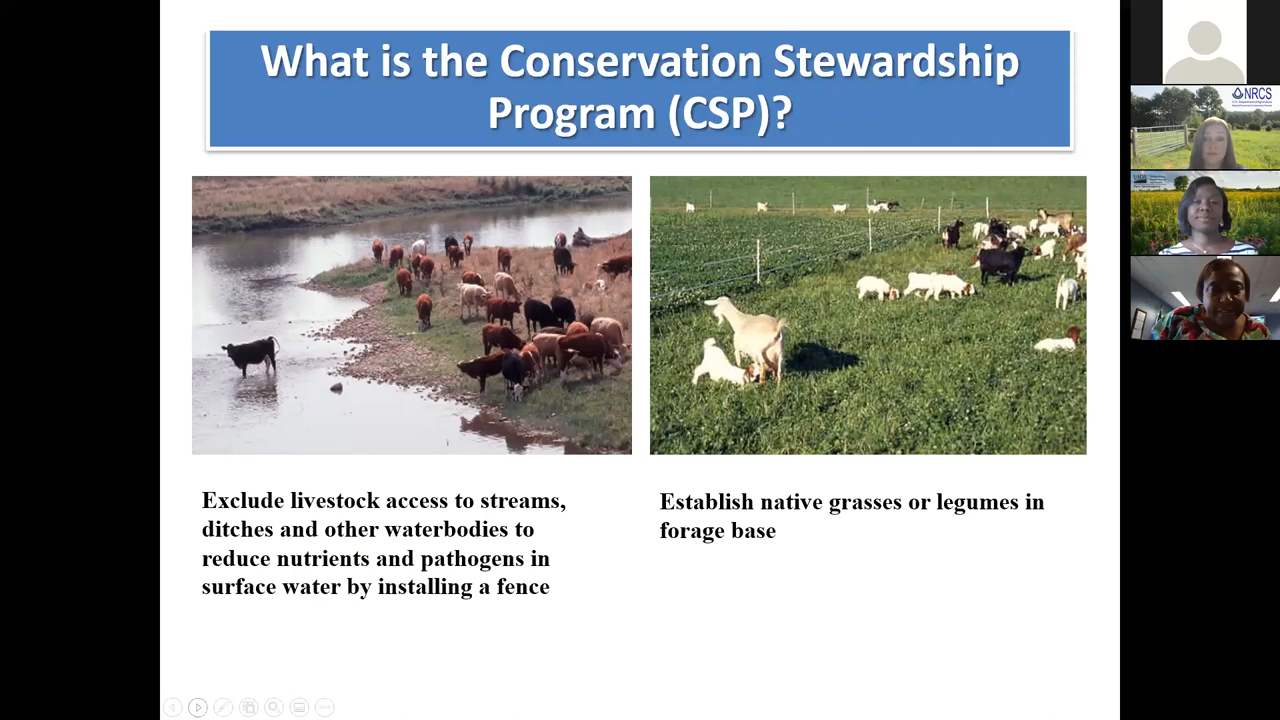 What is the Conservation Stewardship
Program (CSP)?
NRCS
USDA
Exclude livestock access to streams,
ditches and other waterbodies to
reduce nutrients and pathogens in
surface water by installing a fence
Establish native grasses or legumes in
forage base